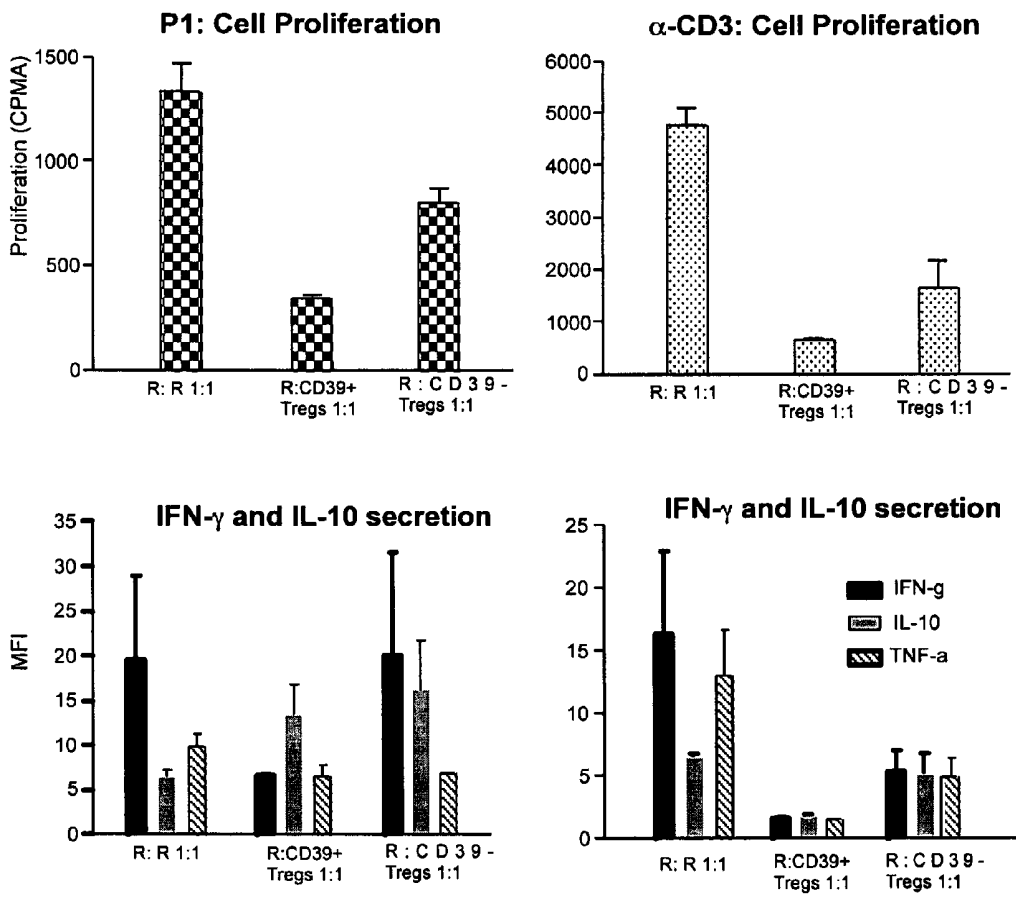 P1: Cell Proliferation
Proliferation (CPMA)
1500
1000
500
0
R: R 1:1
R:CD39+
Tregs 1:1
R : C D 3 9 -
Tregs 1:1
α-CD3: Cell Proliferation
6000
5000
4000
3000
2000
1000
0
R: R 1:1
R:CD39+
Tregs 1:1
R : C D 3 9 -
Tregs 1:1
IFN-γ and IL-10 secretion
MFI
35
30
25
20
15
10
5
0
R: R 1:1
R:CD39+
Tregs 1:1
R : C D 3 9 -
Tregs 1:1
IFN-γ and IL-10 secretion
25
20
15
10
5
0
IFN-g
IL-10
TNF-a
R: R 1:1
R:CD39+
Tregs 1:1
R : C D 3 9 -
Tregs 1:1